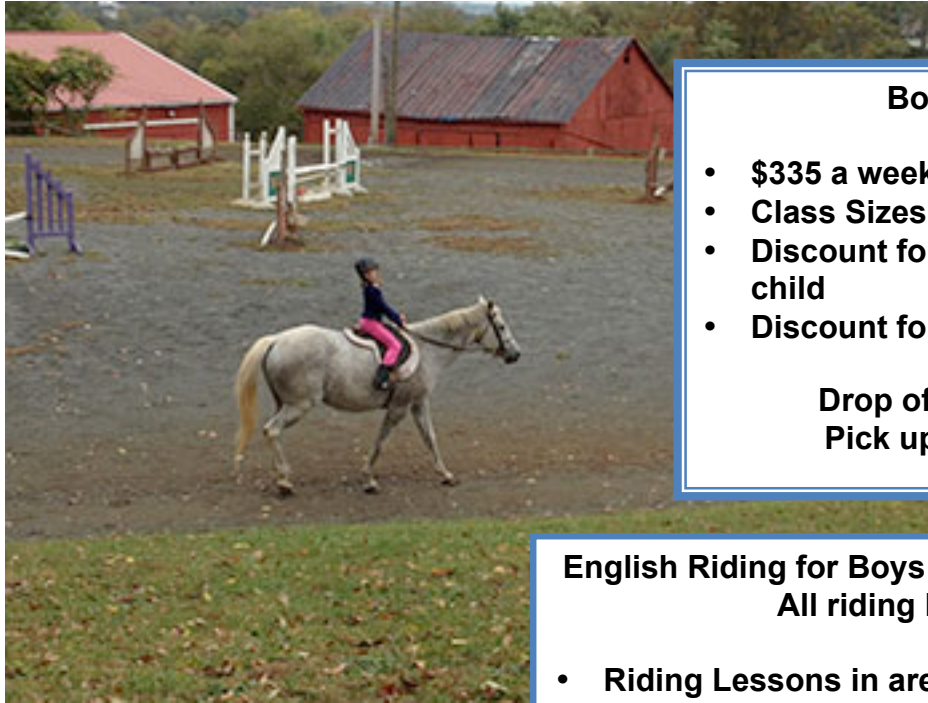 Bo
• $335 a week
• Class Sizes
• Discount fo
child
• Discount fo
Drop of
Pick up
English Riding for Boys
All riding
• Riding Lessons in are